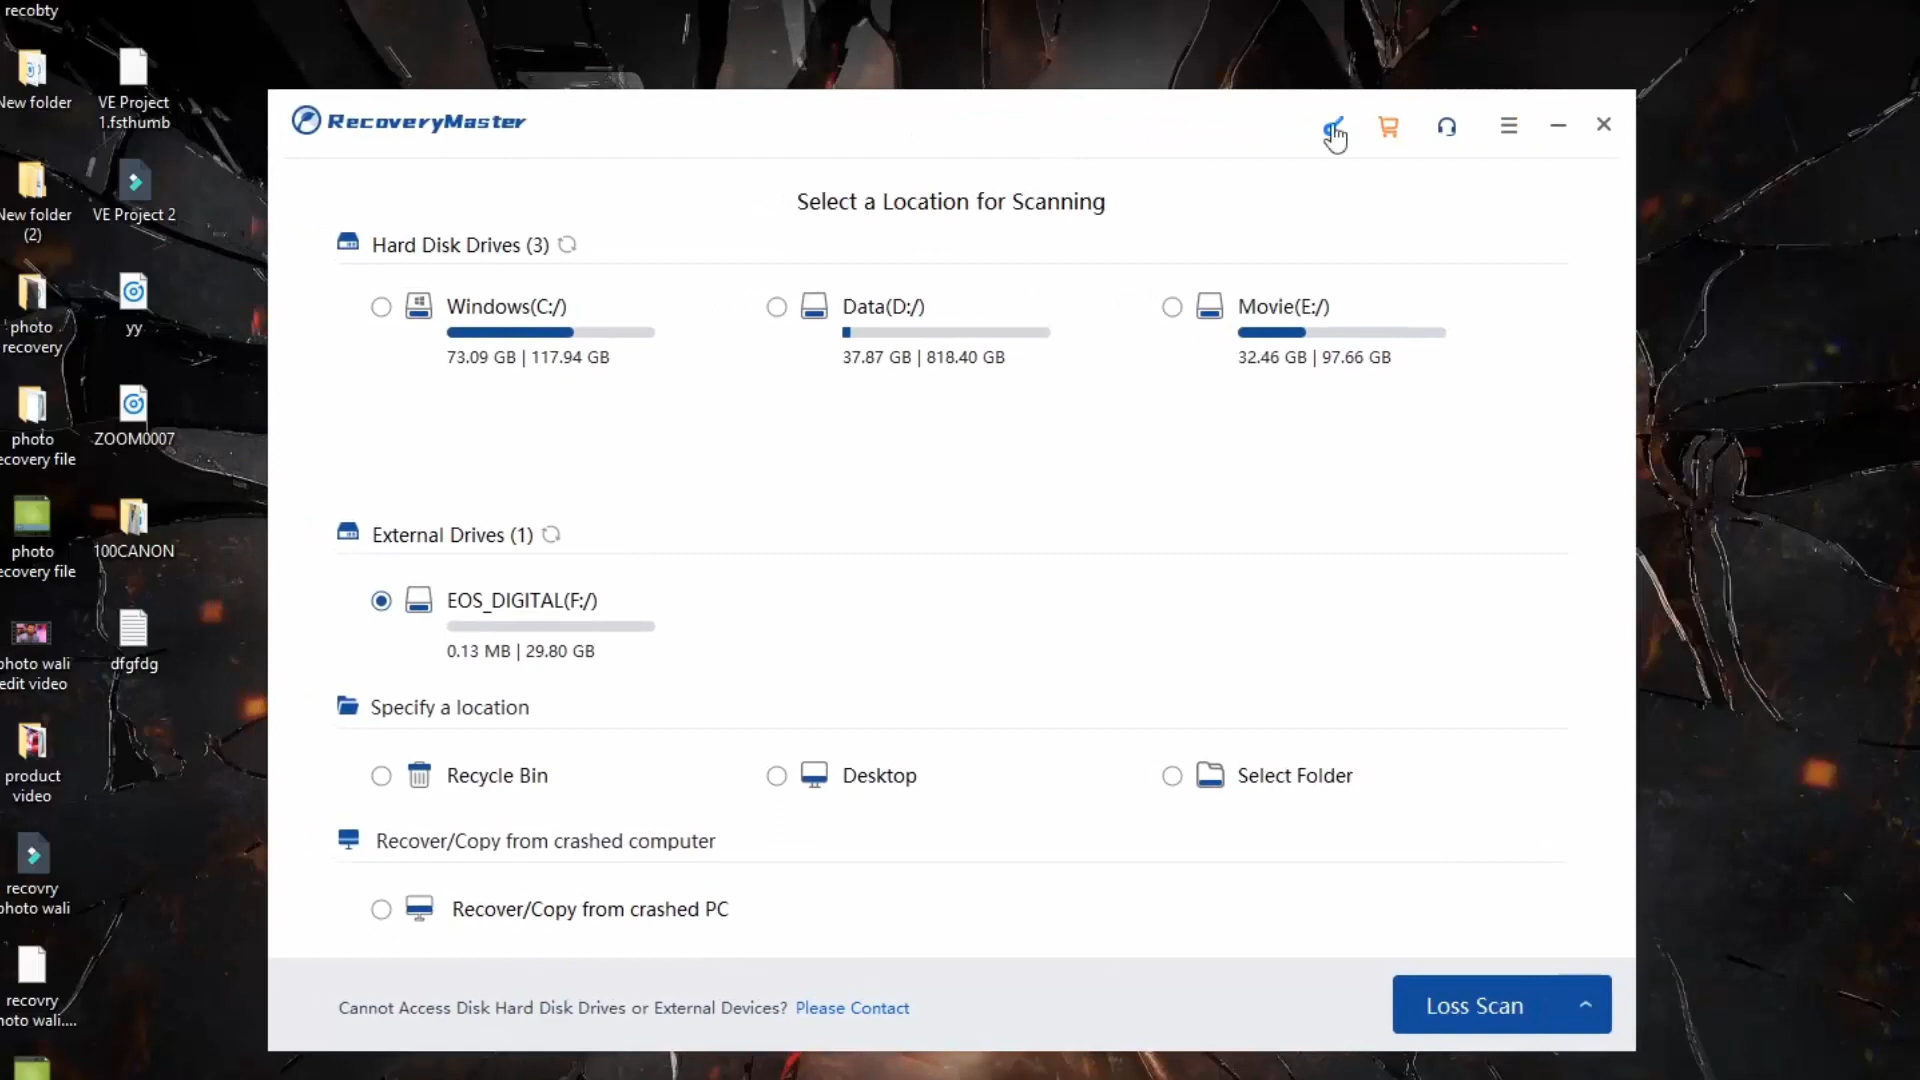 recobty
New folder
VE Project
1.fsthumb
New folder
(2)
VE Project 2
photo
recovery
yy
photo
ecovery file
ZOOM0007
photo
ecovery file
100CANON
photo wali
edit video
dfgfdg
product
video
recovry
photo wali
recovry
oto wali....
RecoveryMaster
Select a Location for Scanning
Hard Disk Drives (3)
Windows(C:/)
73.09 GB | 117.94 GB
Data(D:/)
37.87 GB | 818.40 GB
Movie(E:/)
32.46 GB | 97.66 GB
External Drives (1)
EOS_DIGITAL(F:/)
0.13 MB | 29.80 GB
Specify a location
Recycle Bin
Desktop
Select Folder
Recover/Copy from crashed computer
Recover/Copy from crashed PC
Cannot Access Disk Hard Disk Drives or External Devices? Please Contact
Loss Scan